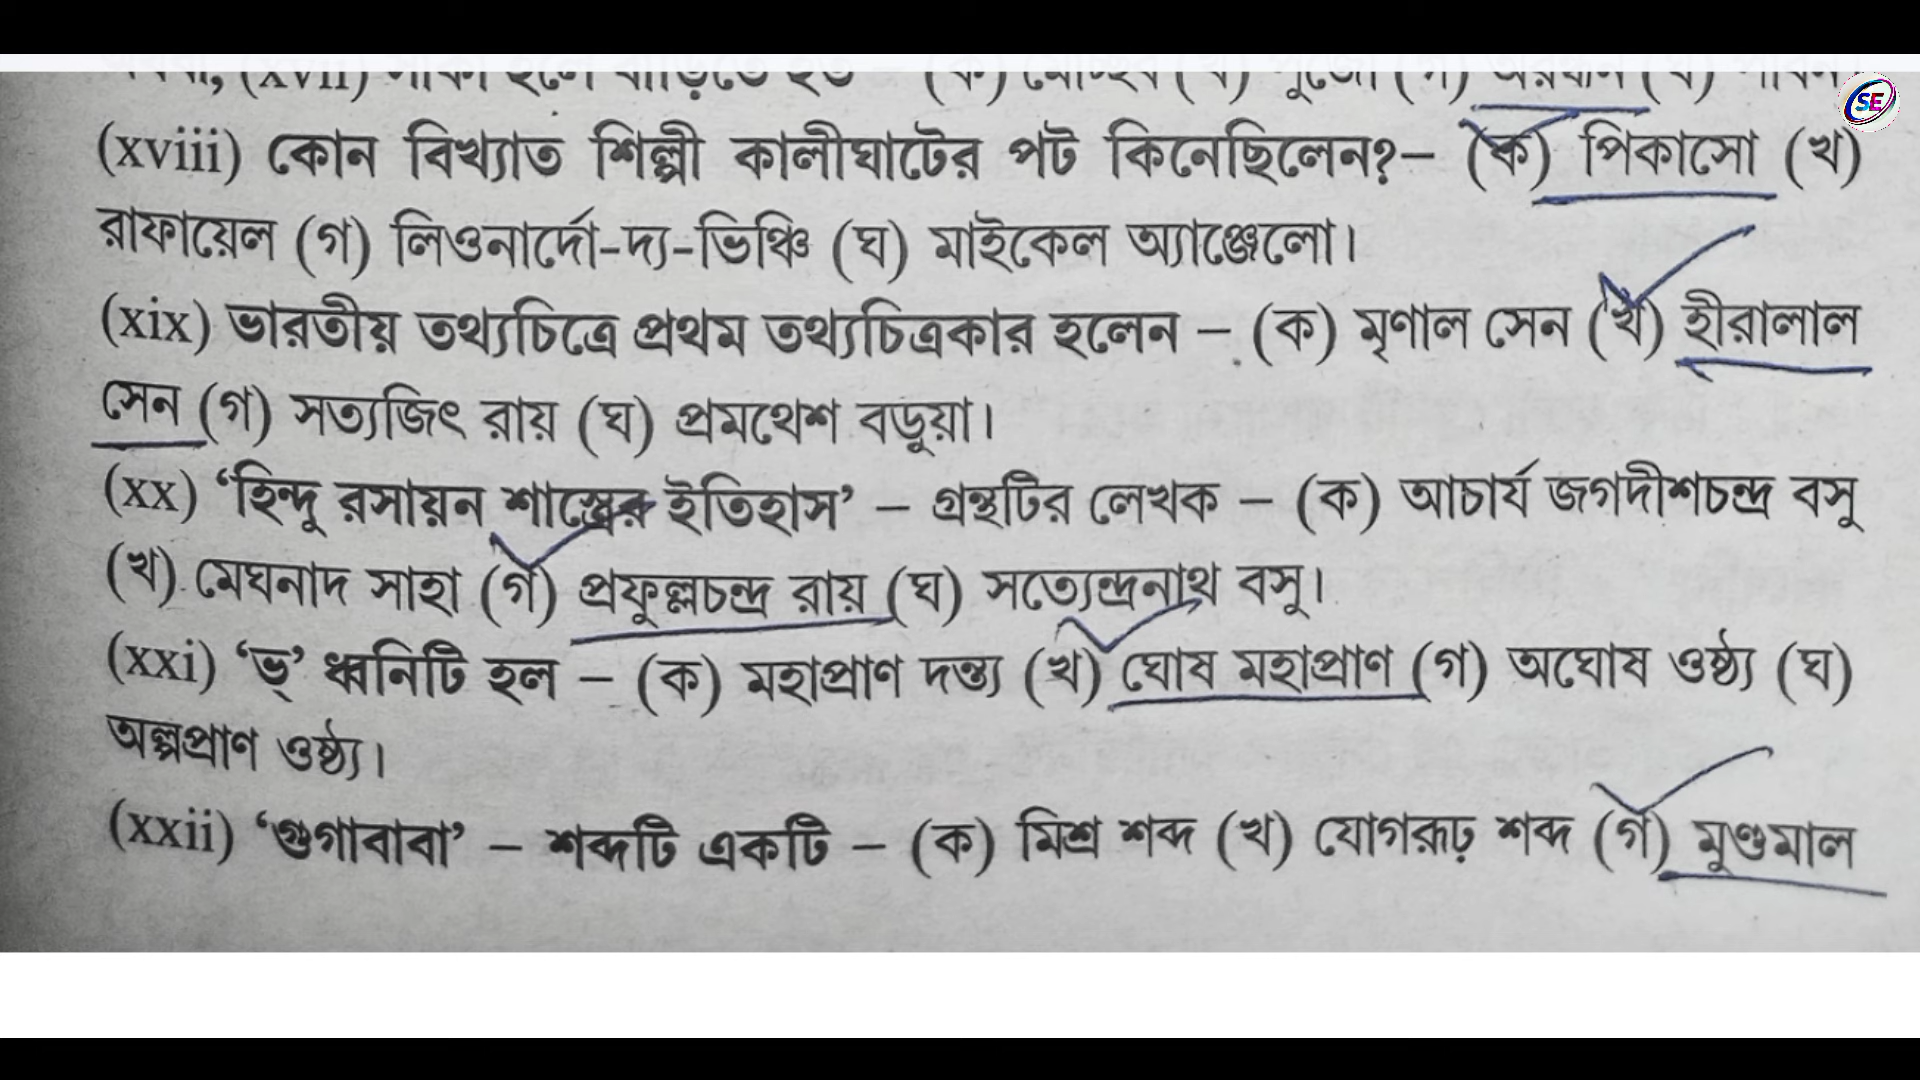 (xviii) কোন বিখ্যাত শিল্পী কালীঘাটের পট কিনেছিলেন?– (ক) পিকাসো (খ)
রাফায়েল (গ) লিওনার্দো-দ্য-ভিঞ্চি (ঘ) মাইকেল অ্যাঞ্জেলো।
(xix) ভারতীয় তথ্যচিত্রে প্রথম তথ্যচিত্রকার হলেন – (ক) মৃণাল সেন (খ) হীরালাল
সেন (গ) সত্যজিৎ রায় (ঘ) প্রমথেশ বড়ুয়া।
(xx) ‘হিন্দু রসায়ন শাস্ত্রের ইতিহাস’ – গ্রন্থটির লেখক – (ক) আচার্য জগদীশচন্দ্র বসু
(খ) মেঘনাদ সাহা (গ) প্রফুল্লচন্দ্র রায় (ঘ) সত্যেন্দ্রনাথ বসু।
(xxi) ‘ভ্’ ধ্বনিটি হল – (ক) মহাপ্রাণ দন্ত্য (খ) ঘোষ মহাপ্রাণ (গ) অঘোষ ওষ্ঠ্য (ঘ)
অল্পপ্রাণ ওষ্ঠ্য।
(xxii) ‘গুগাবাবা’ – শব্দটি একটি – (ক) মিশ্র শব্দ (খ) যোগরূঢ় শব্দ (গ) মুণ্ডমাল
SE